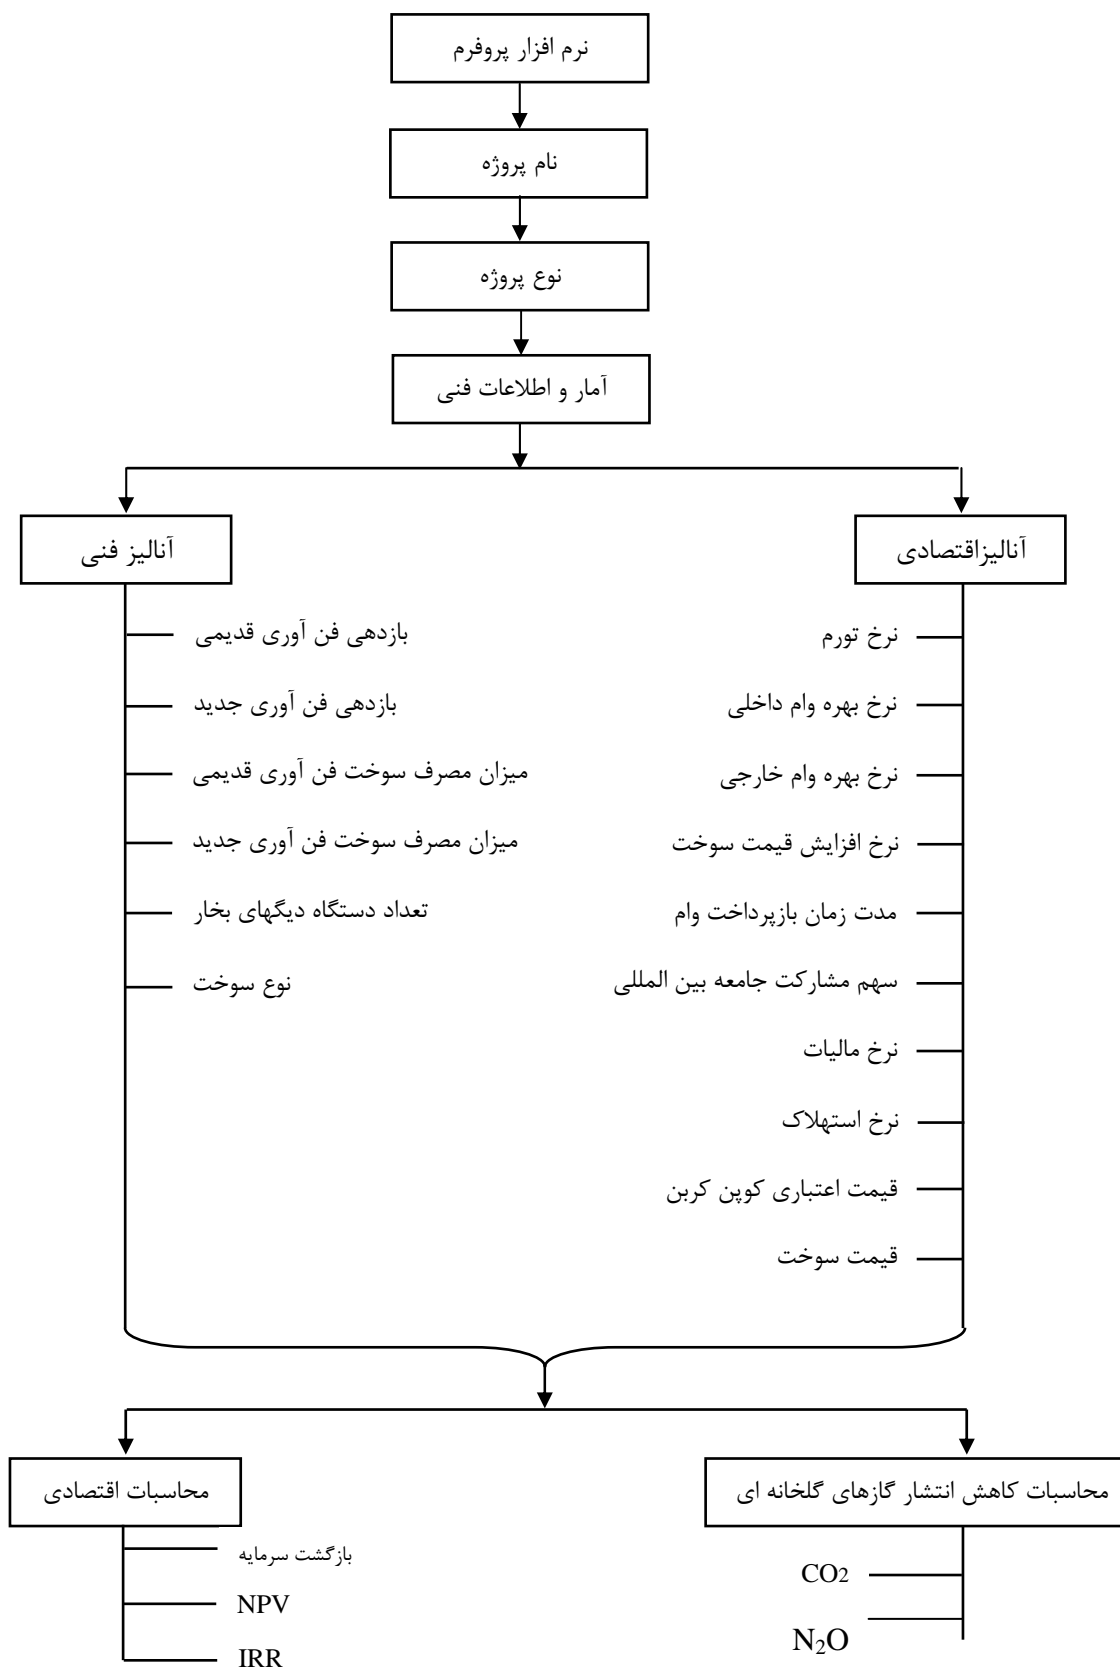 نرم افزار پروفرم
نام پروژه
نوع پروژه
آمار و اطلاعات فنی
آنالیزاقتصادی
نرخ تورم
نرخ بهره وام داخلی
نرخ بهره وام خارجی
نرخ افزایش قیمت سوخت
مدت زمان بازپرداخت وام
سهم مشارکت جامعه بین المللی
نرخ مالیات
نرخ استهلاک
قیمت اعتباری کوپن کربن
قیمت سوخت
آنالیز فنی
بازدهی فن آوری قدیمی
بازدهی فن آوری جدید
میزان مصرف سوخت فن آوری قدیمی
میزان مصرف سوخت فن آوری جدید
تعداد دستگاه دیگهای بخار
نوع سوخت
محاسبات کاهش انتشار گازهای گلخانه ای
CO2
N₂O
محاسبات اقتصادی
بازگشت سرمایه
NPV
IRR